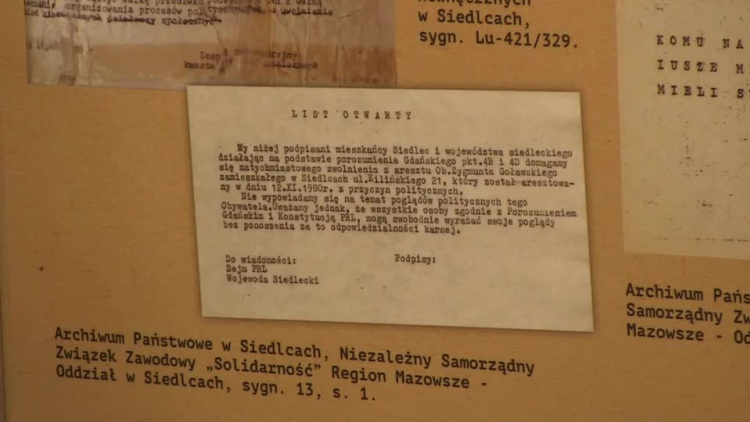 organizowania procesów
w Siedlcach,
sygn. Lu-421/329.
KOMU NA
IUSZE M
MIELI S
LIST OTWARTY
My niżej podpisani mieszkańcy Siedlec i województwa siedleckiego
działając na podstawie porozumienia Gdańskiego pkt.4B i 4D domagamy
się natychmiastowego zwolnienia z aresztu Ob.Zygmunta Goławskiego
zamieszkałego w Siedlcach ul.Kilińskiego 21, który został aresztowa-
ny w dniu 12.XI.1980r. z przyczyn politycznych.
Nie wypowiadamy się na temat poglądów politycznych tego
Obywatela.Uważamy jednak, że wszystkie osoby zgodnie z Porozumieniem
Gdańskim i Konstytucją PRL, mogą swobodnie wyrażać swoje poglądy
bez ponoszenia za to odpowiedzialności karnej.
Do wiadomości: Podpisy:
Sejm PRL
Wojewoda Siedlecki
Archiwum Państwowe w Siedlcach, Niezależny Samorządny
Związek Zawodowy „Solidarność” Region Mazowsze -
Oddział w Siedlcach, sygn. 13, s. 1.
Archiwum Pańs
Samorządny Zw
Mazowsze - Od